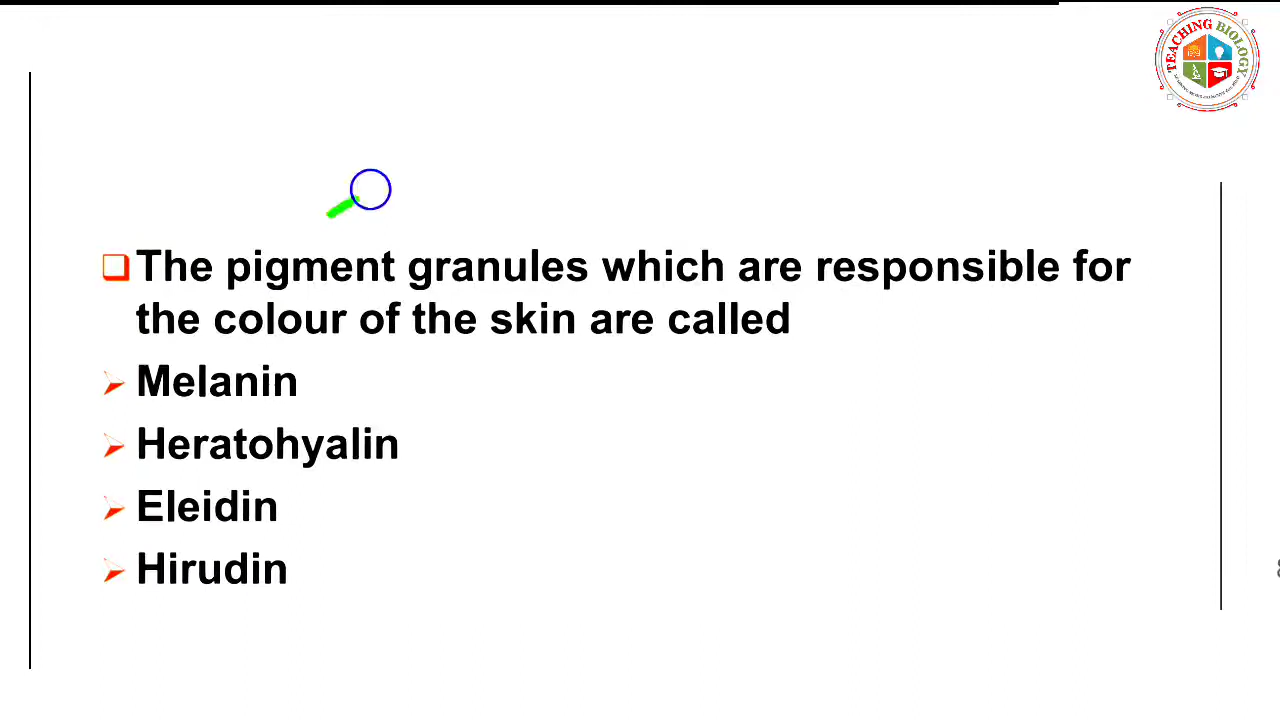 TEACHING BIOLOGY
The pigment granules which are responsible for
the colour of the skin are called
Melanin
Heratohyalin
Eleidin
Hirudin